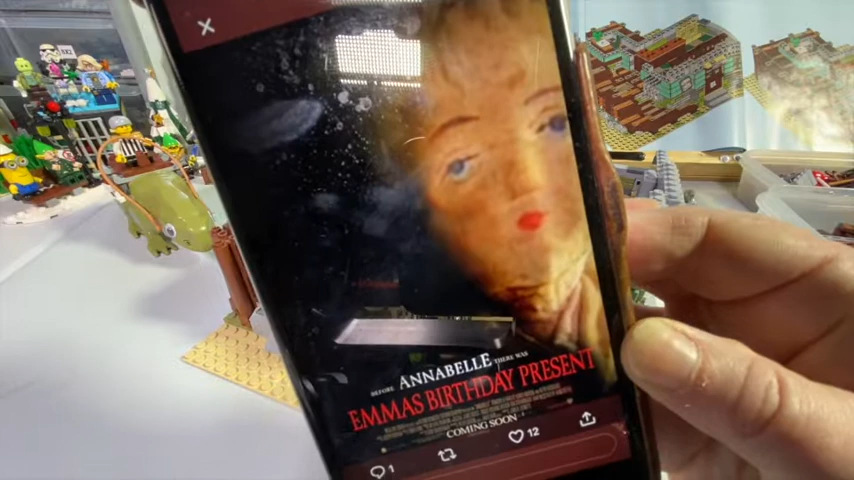 BEFORE ANNABELLE THERE WAS
EMMAS BIRTHDAY PRESENT
COMING SOON
1
12